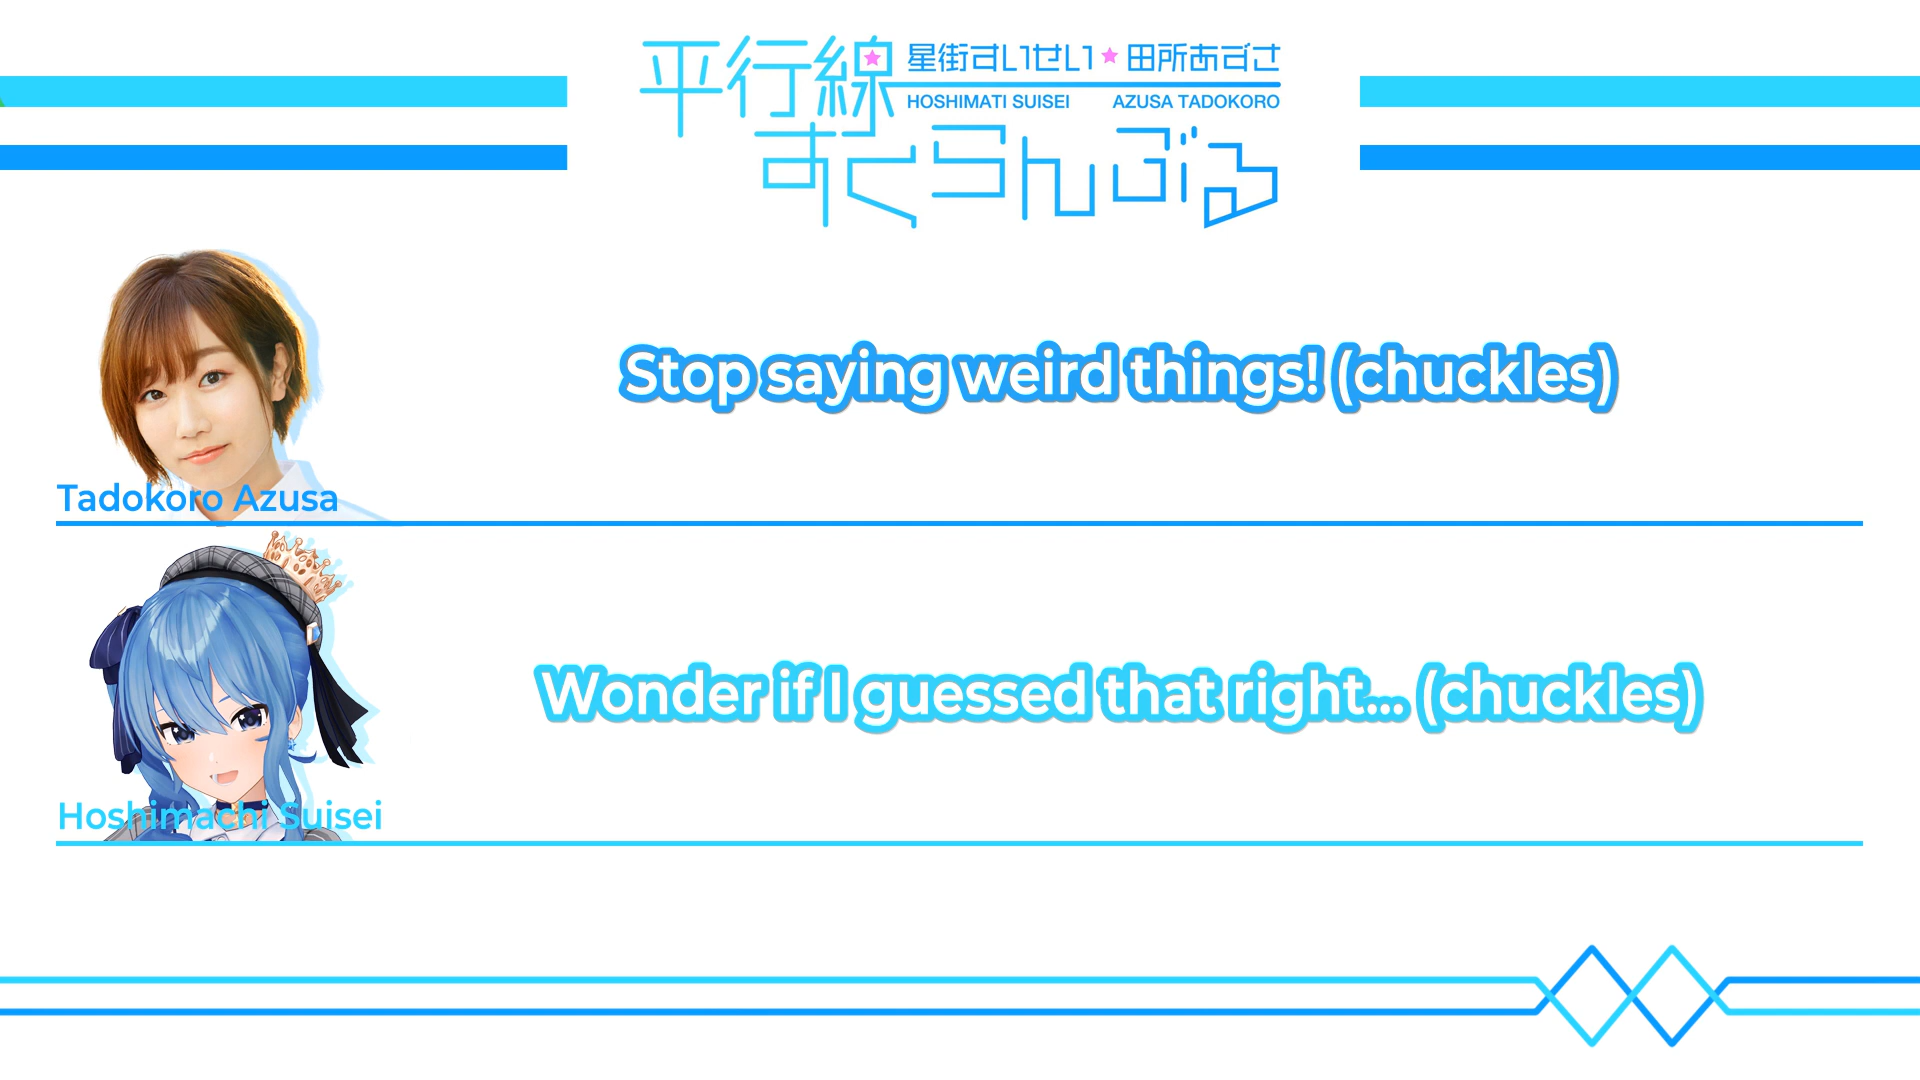 平行線
星街すいせい★田所あずさ
HOSHIMATI SUISEI AZUSA TADOKORO
すくらんぶる
Stop saying weird things! (chuckles)
Tadokoro Azusa
Wonder if I guessed that right... (chuckles)
Hoshimachi Suisei